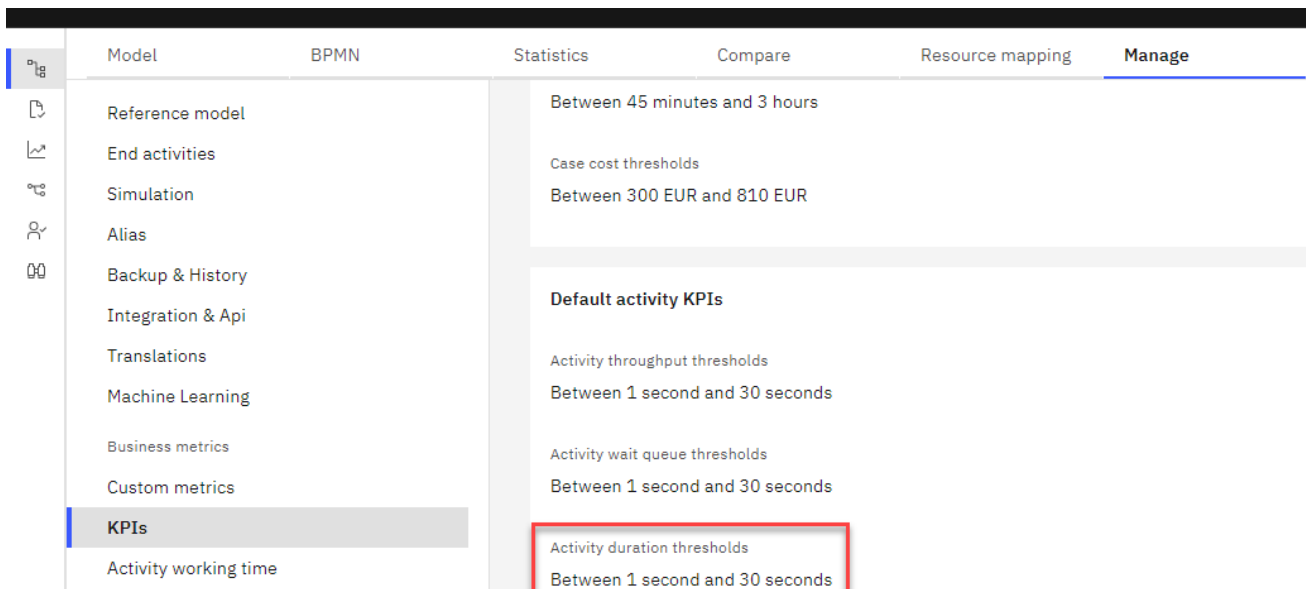 Model BPMN Statistics Compare Resource mapping Manage
Reference model
End activities
Simulation
Alias
Backup & History
Integration & Api
Translations
Machine Learning
Business metrics
Custom metrics
KPIs
Activity working time
Between 45 minutes and 3 hours
Case cost thresholds
Between 300 EUR and 810 EUR
Default activity KPIs
Activity throughput thresholds
Between 1 second and 30 seconds
Activity wait queue thresholds
Between 1 second and 30 seconds
Activity duration thresholds
Between 1 second and 30 seconds